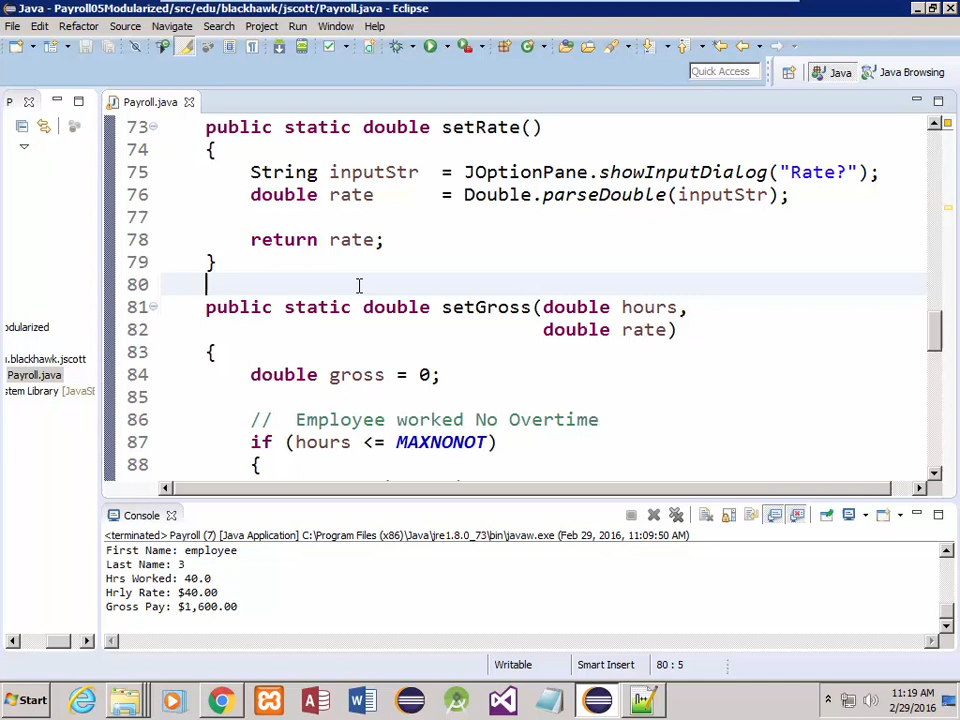 Java - Payroll05Modularized/src/edu/blackhawk/jscott/Payroll.java - Eclipse
File Edit Refactor Source Navigate Search Project Run Window Help
Quick Access
Java
Java Browsing
P
Payroll.java
73 public static double setRate()
74 {
75 String inputStr = JOptionPane.showInputDialog("Rate?");
76 double rate = Double.parseDouble(inputStr);
77
78 return rate;
79 }
80
81 public static double setGross(double hours,
82 double rate)
83 {
84 double gross = 0;
85
86 // Employee worked No Overtime
87 if (hours <= MAXNONOT)
88 {
odularized
u.blackhawk.jscott
Payroll.java
stem Library [JavaSE
Console
<terminated> Payroll (7) [Java Application] C:\Program Files (x86)\Java\jre1.8.0_73\bin\javaw.exe (Feb 29, 2016, 11:09:50 AM)
First Name: employee
Last Name: 3
Hrs Worked: 40.0
Hrly Rate: $40.00
Gross Pay: $1,600.00
Writable
Smart Insert
80 : 5
Start
11:19 AM
2/29/2016